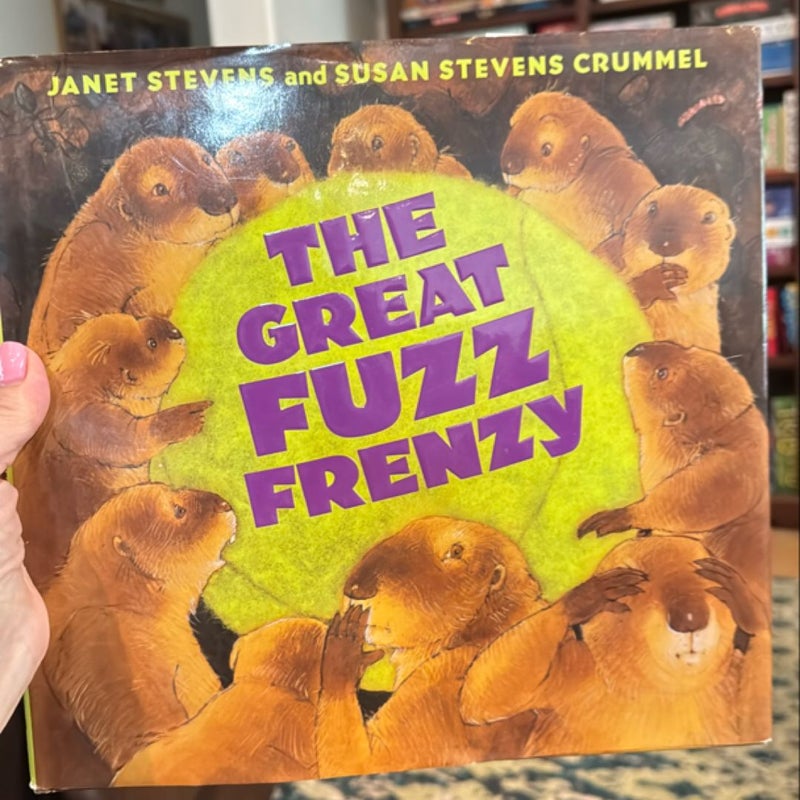 JANET STEVENS and SUSAN STEVENS CRUMMEL
THE
GREAT
FUZZ
FRENZY